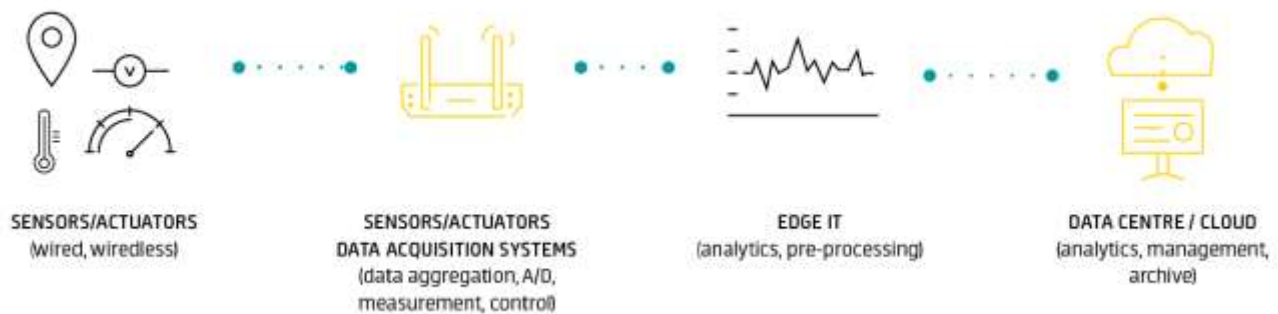 V
SENSORS/ACTUATORS
(wired, wiredless)
SENSORS/ACTUATORS
DATA ACQUISITION SYSTEMS
(data aggregation, A/D,
measurement, control)
EDGE IT
(analytics, pre-processing)
DATA CENTRE / CLOUD
(analytics, management,
archive)